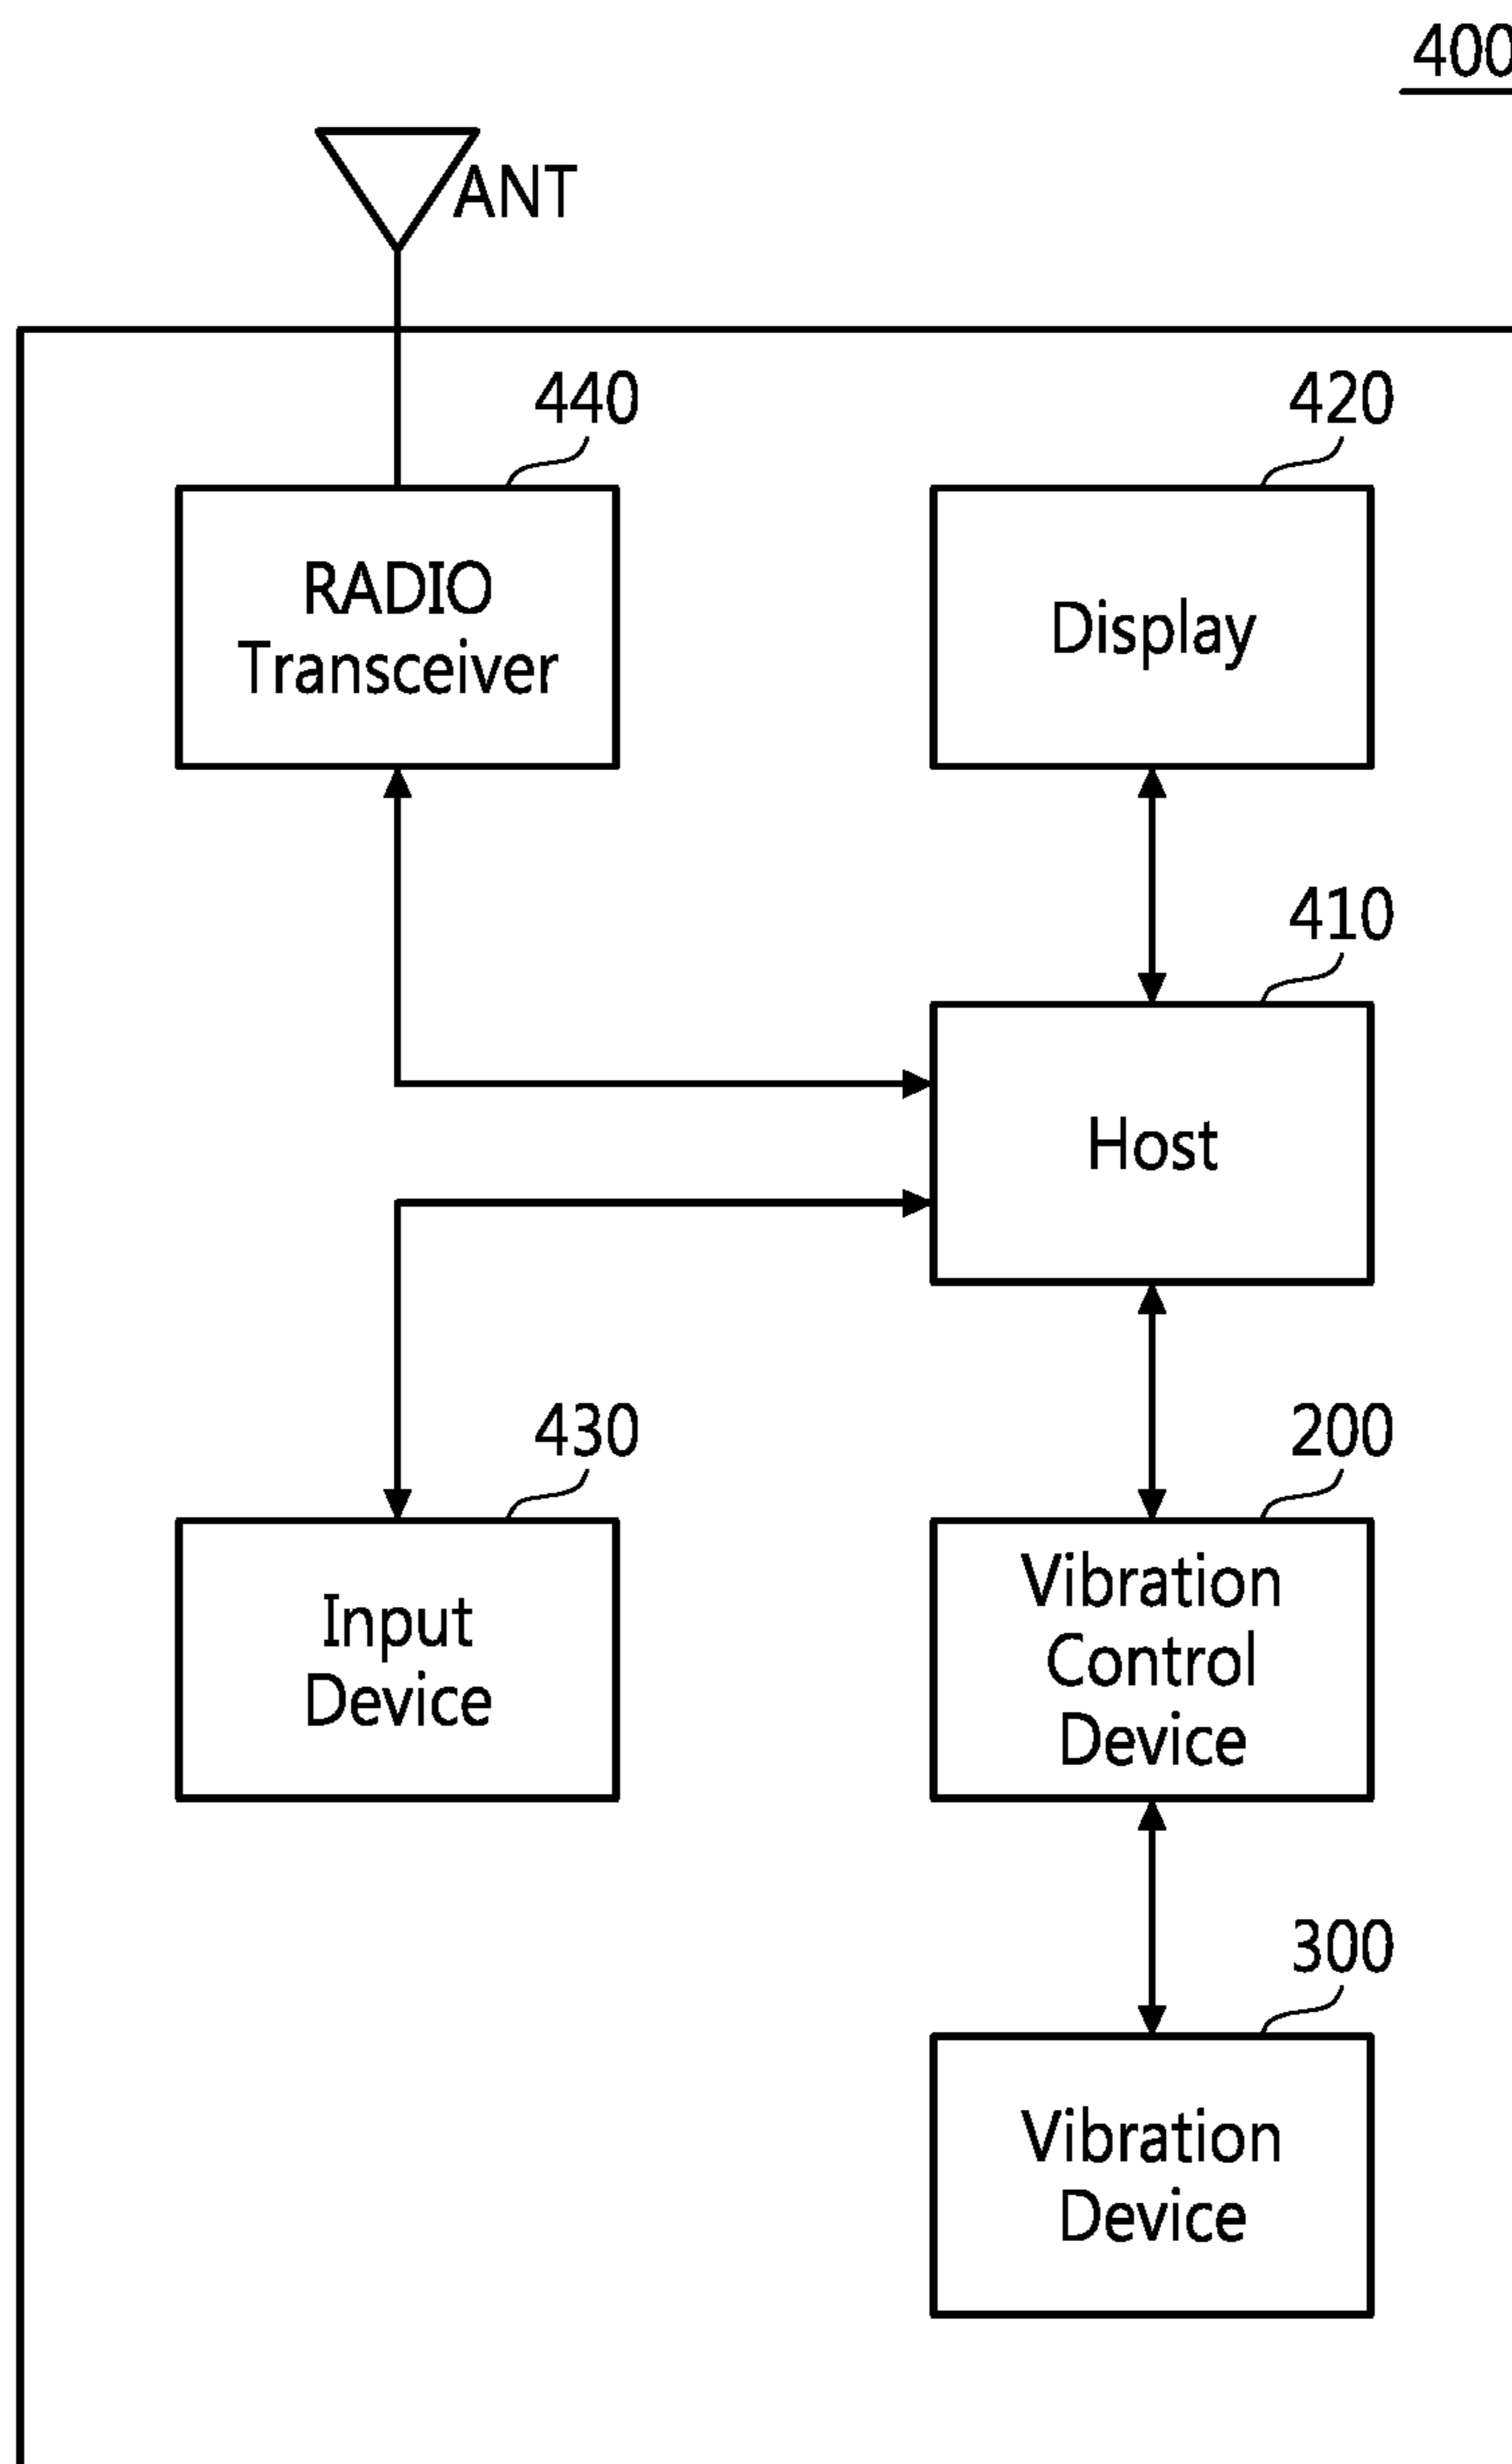 400
ANT
440
420
RADIO
Transceiver
Display
410
Host
430
200
Input
Device
Vibration
Control
Device
300
Vibration
Device